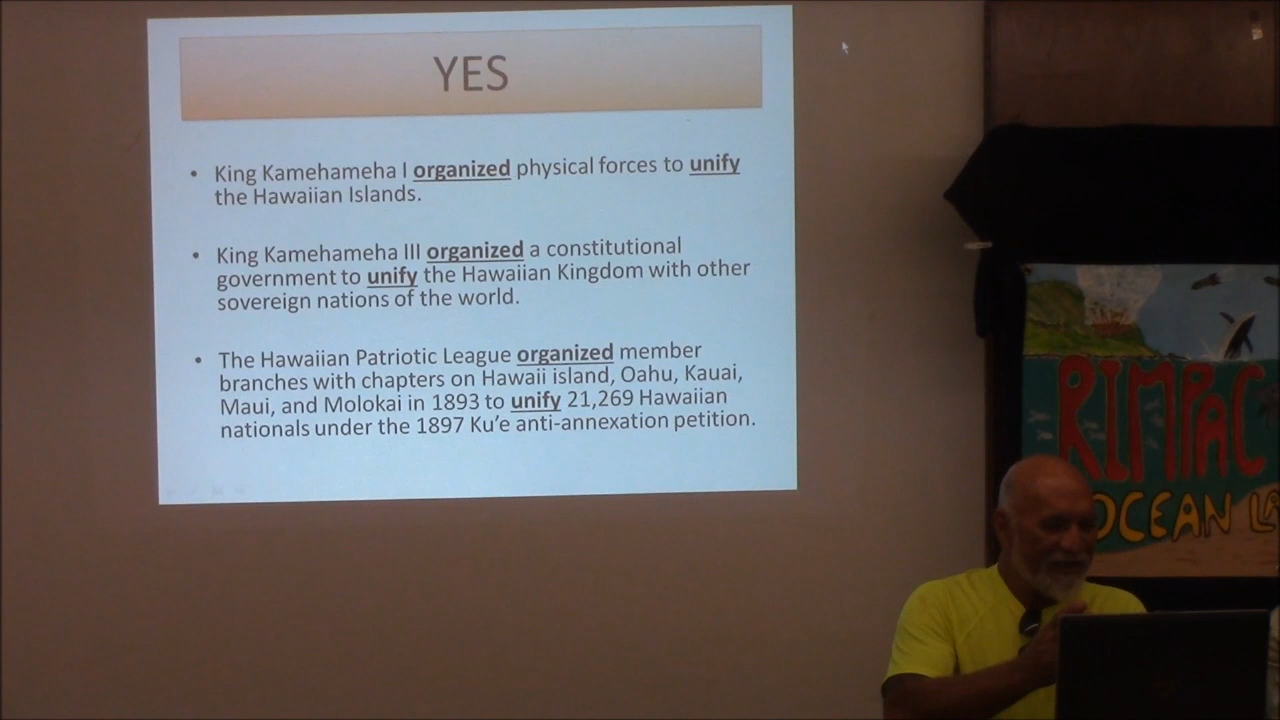 YES
• King Kamehameha I organized physical forces to unify
the Hawaiian Islands.
• King Kamehameha III organized a constitutional
government to unify the Hawaiian Kingdom with other
sovereign nations of the world.
• The Hawaiian Patriotic League organized member
branches with chapters on Hawaii island, Oahu, Kauai,
Maui, and Molokai in 1893 to unify 21,269 Hawaiian
nationals under the 1897 Ku’e anti-annexation petition.
RIMPAC
OCEAN